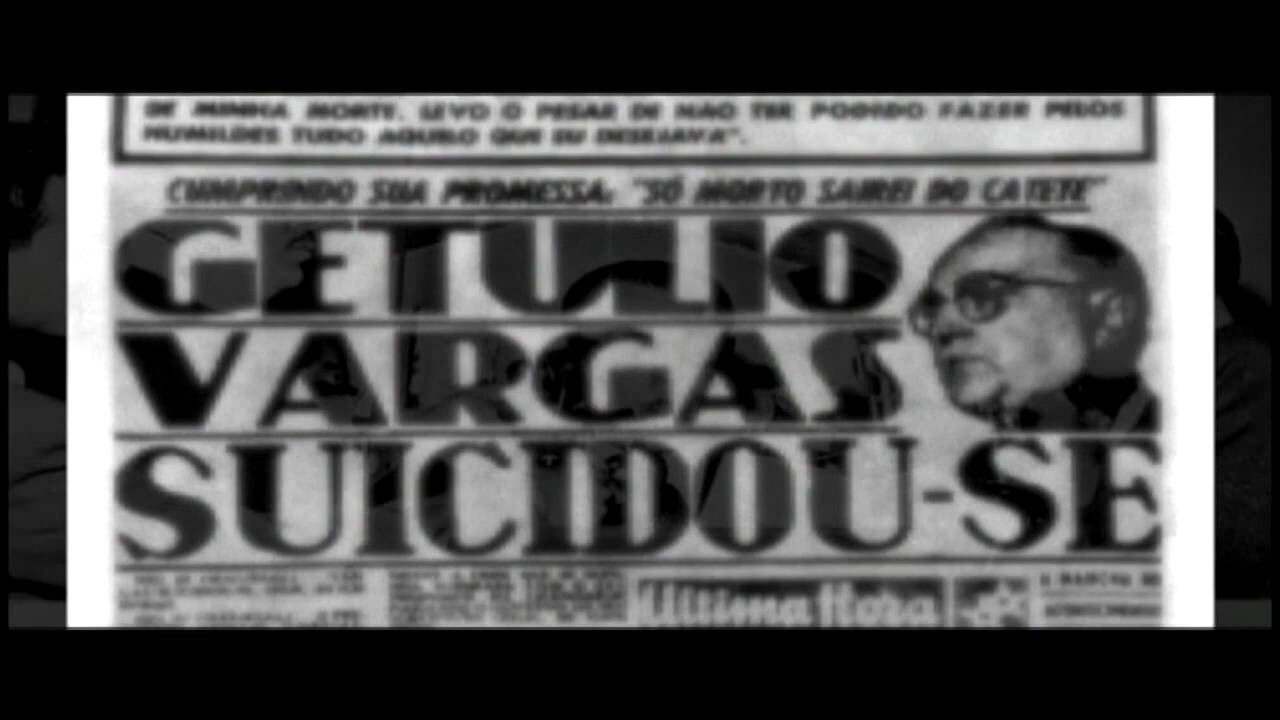 DE MINHA MORTE. LEVO O PESAR DE NÃO TER PODIDO FAZER PELOS
HUMILDES TUDO AQUILO QUE EU DESEJAVA".
CUMPRINDO SUA PROMESSA: "SÓ MORTO SAIREI DO CATETE"
GETULIO
VARGAS
SUICIDOU-SE
Ultima Hora
A MARCHA